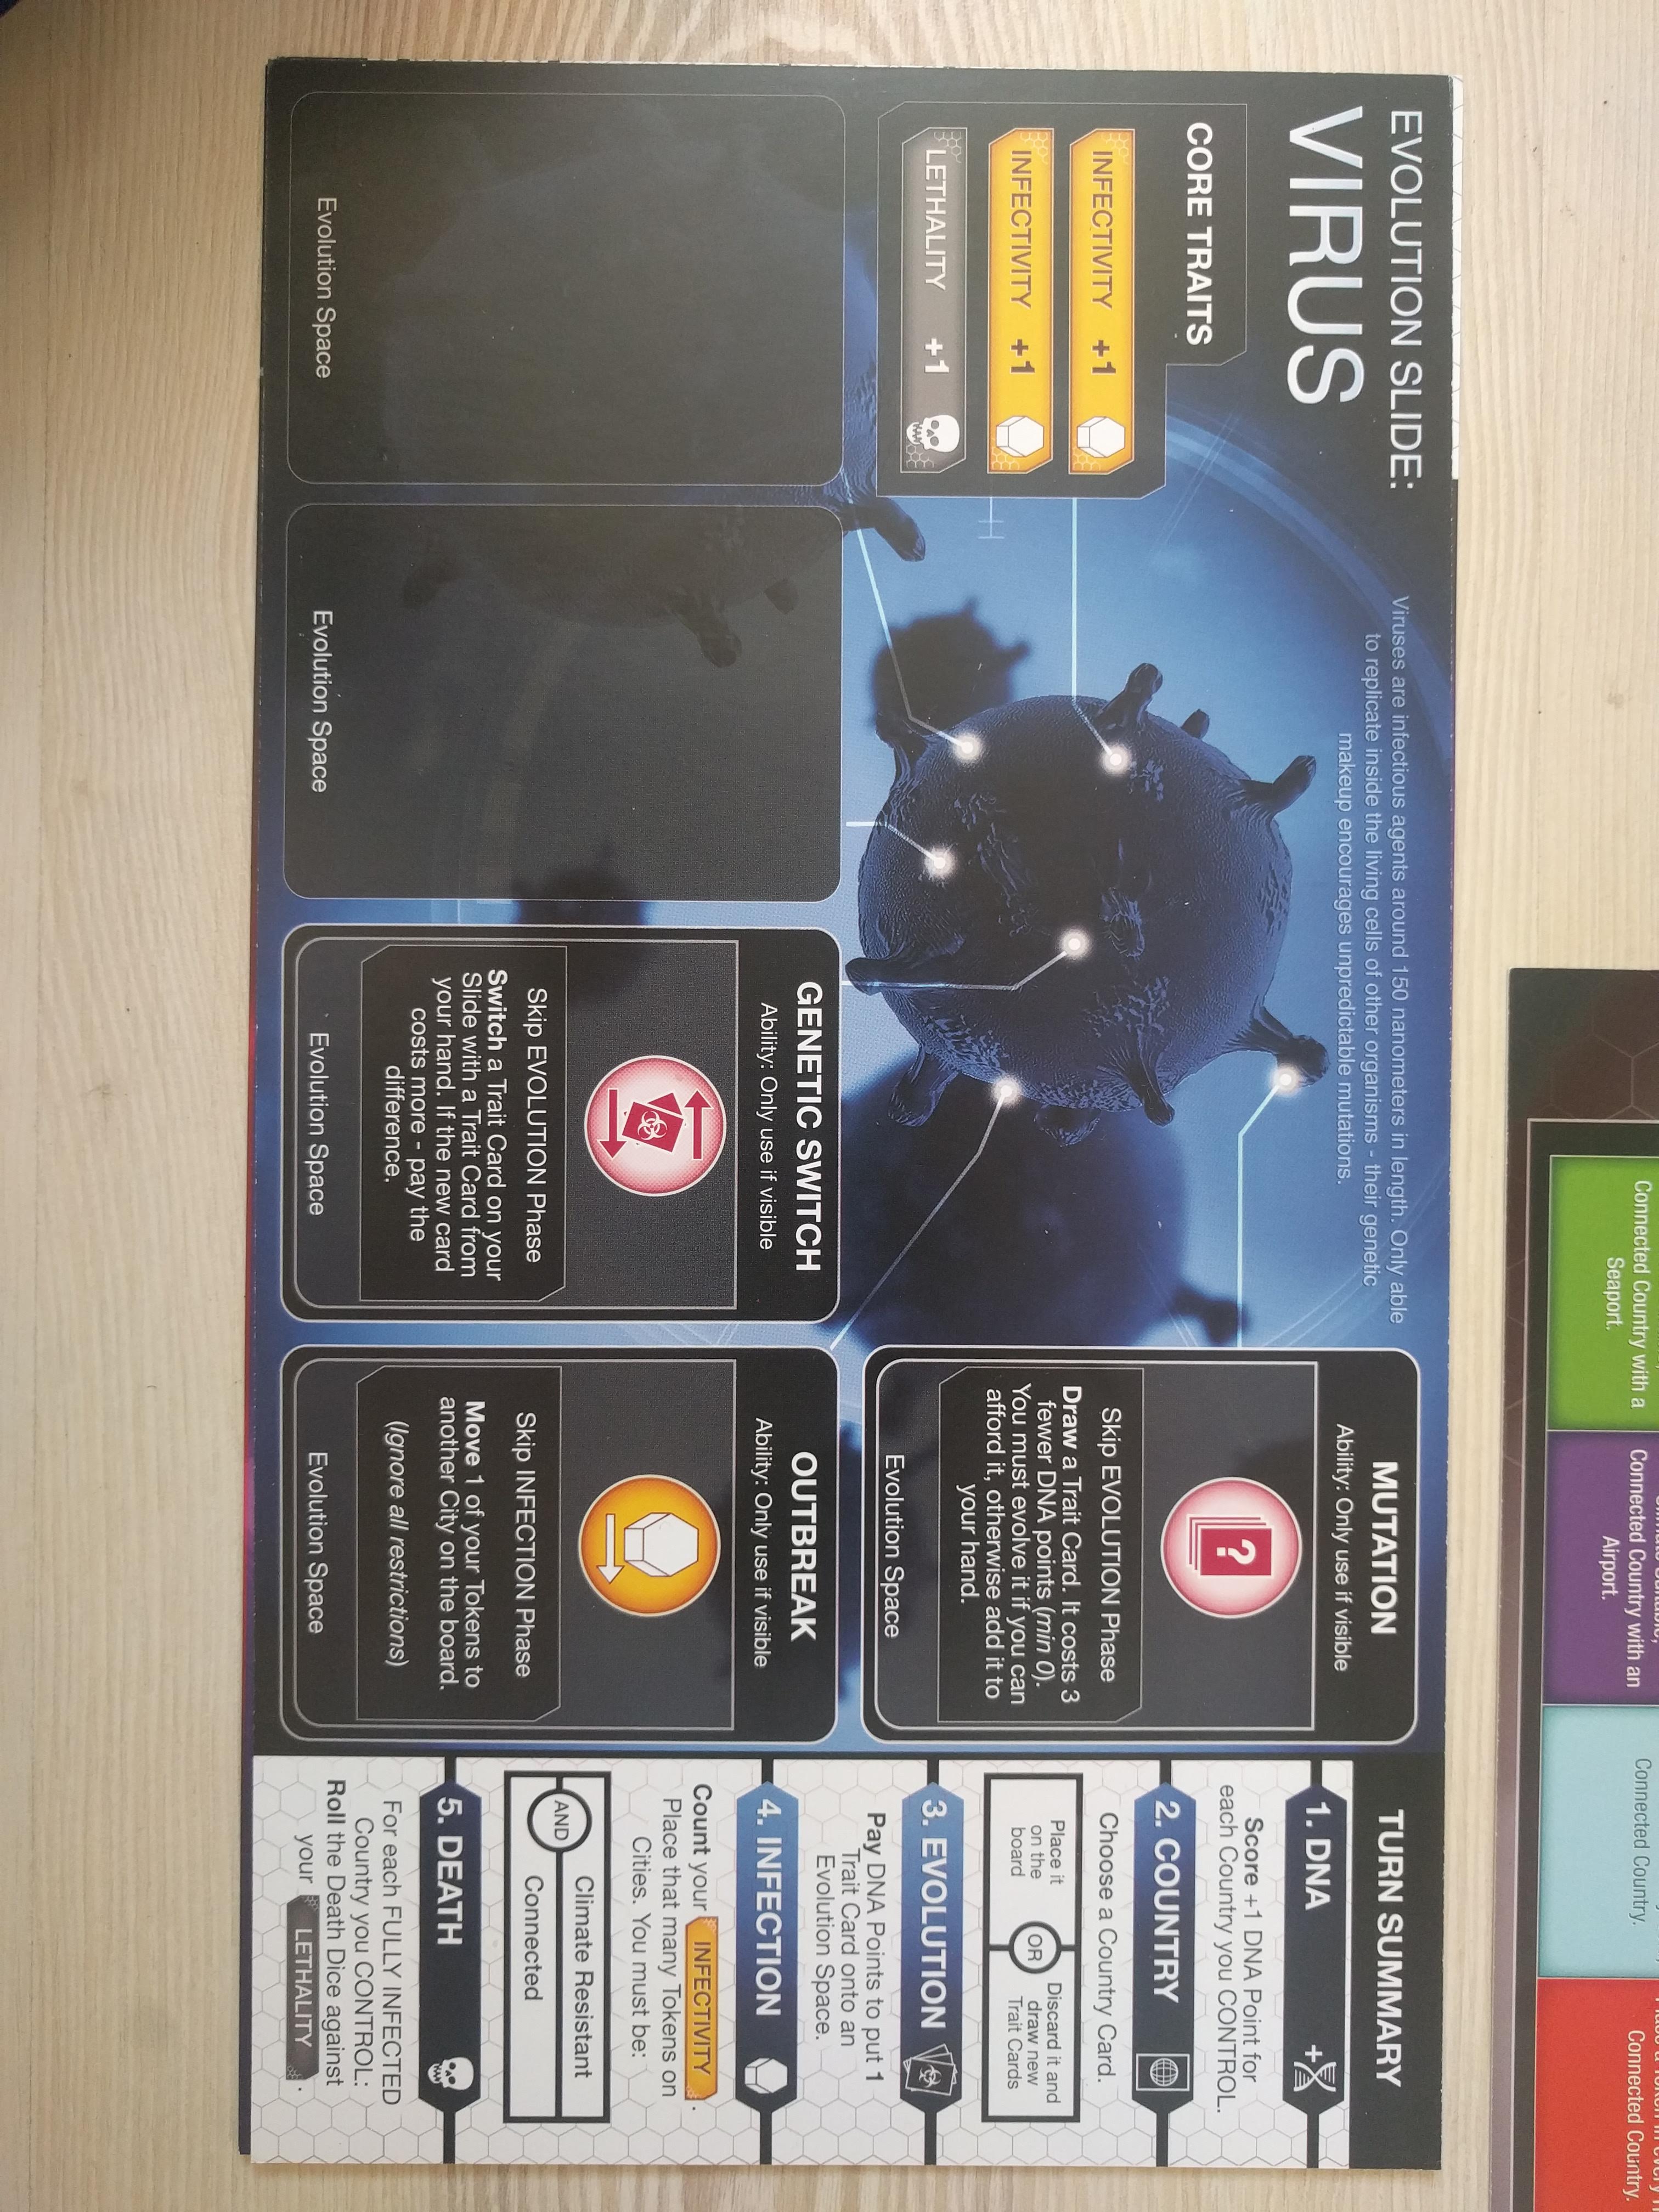 EVOLUTION SLIDE:
VIRUS
Viruses are infectious agents around 150 nanometers in length. Only able
to replicate inside the living cells of other organisms - their genetic
makeup encourages unpredictable mutations.
CORE TRAITS
INFECTIVITY +1
INFECTIVITY +1
LETHALITY +1
MUTATION
Ability: Only use if visible
?
Skip EVOLUTION Phase
Draw a Trait Card. It costs 3
fewer DNA points (min 0).
You must evolve it if you can
afford it, otherwise add it to
your hand.
Evolution Space
Evolution Space
Evolution Space
GENETIC SWITCH
Ability: Only use if visible
Skip EVOLUTION Phase
Switch a Trait Card on your
Slide with a Trait Card from
your hand. If the new card
costs more - pay the
difference.
Evolution Space
OUTBREAK
Ability: Only use if visible
Skip INFECTION Phase
Move 1 of your Tokens to
another City on the board.
(Ignore all restrictions)
Evolution Space
TURN SUMMARY
1. DNA +
Score +1 DNA Point for
each Country you CONTROL.
2. COUNTRY
Choose a Country Card.
Place it
on the
board
OR
Discard it and
draw new
Trait Cards
3. EVOLUTION
Pay DNA Points to put 1
Trait Card onto an
Evolution Space.
4. INFECTION
Count your INFECTIVITY.
Place that many Tokens on
Cities. You must be:
AND
Climate Resistant
Connected
5. DEATH
For each FULLY INFECTED
Country you CONTROL:
Roll the Death Dice against
your LETHALITY.
Connected Country with a
Seaport.
Connected Country with an
Airport.
Connected Country.
Connected Country.